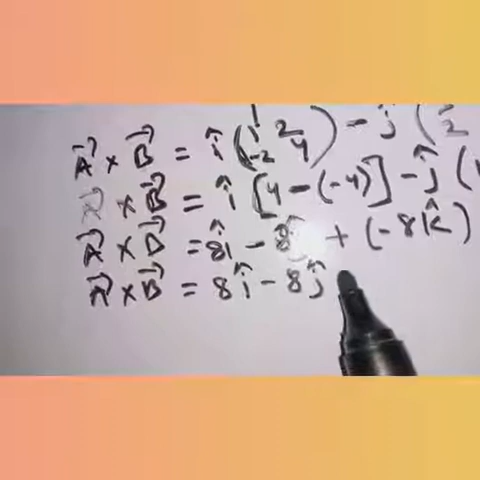 A⃗ × B⃗ = î (1 2 -2 4) - ĵ (2
A⃗ × B⃗ = î [4 - (-4)] - ĵ (
A⃗ × B⃗ = 8î - 8ĵ + (-8k̂)
A⃗ × B⃗ = 8î - 8ĵ